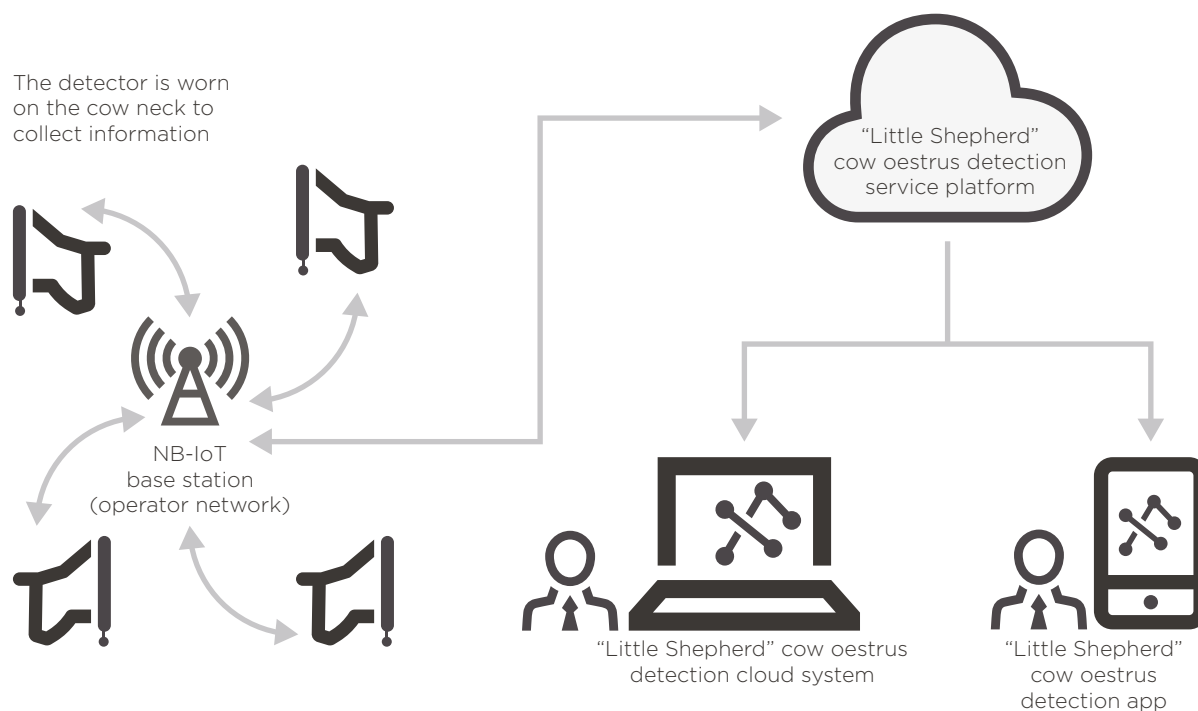 The detector is worn
on the cow neck to
collect information
“Little Shepherd”
cow oestrus detection
service platform
NB-IoT
base station
(operator network)
“Little Shepherd” cow oestrus
detection cloud system
“Little Shepherd”
cow oestrus
detection app